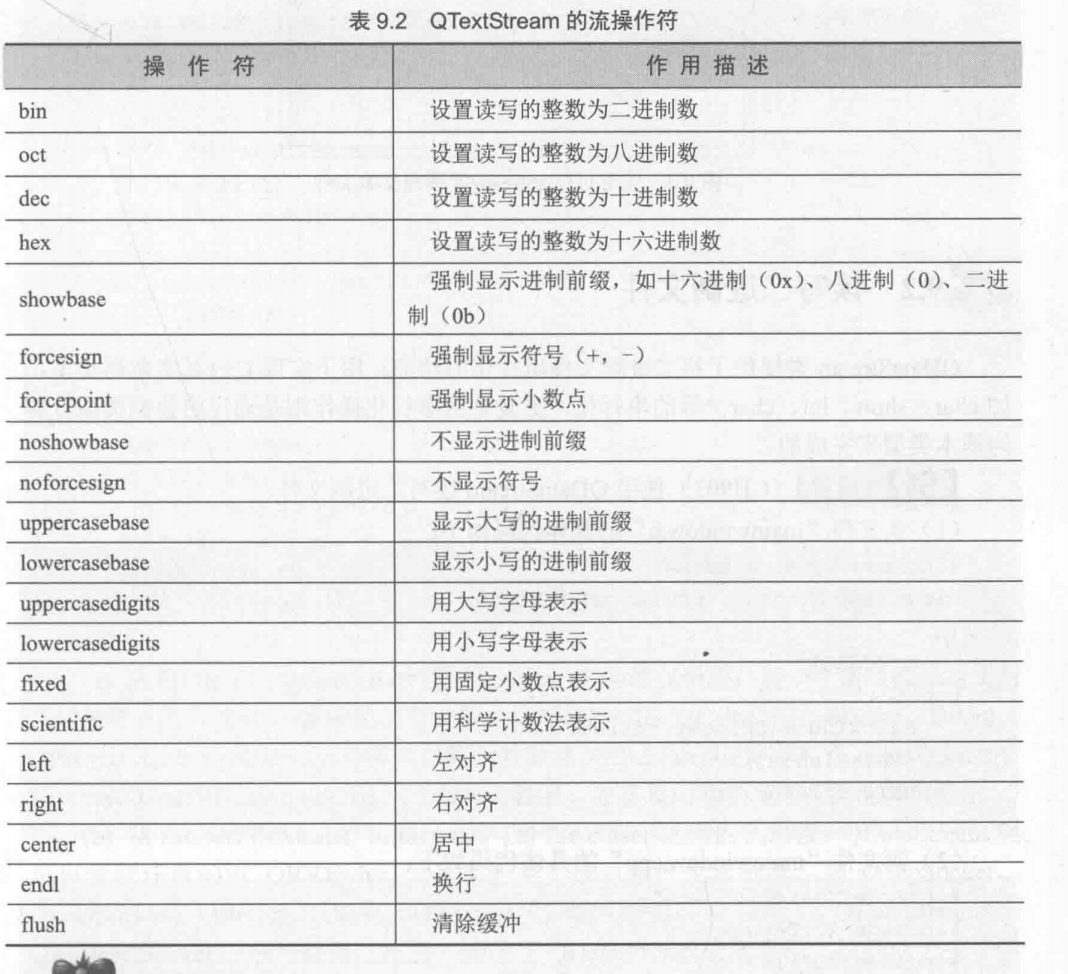 表 9.2 QTextStream 的流操作符
操 作 符 作 用 描 述
bin 设置读写的整数为二进制数
oct 设置读写的整数为八进制数
dec 设置读写的整数为十进制数
hex 设置读写的整数为十六进制数
showbase 强制显示进制前缀，如十六进制（0x）、八进制（0）、二进
制（0b）
forcesign 强制显示符号（+，-）
forcepoint 强制显示小数点
noshowbase 不显示进制前缀
noforcesign 不显示符号
uppercasebase 显示大写的进制前缀
lowercasebase 显示小写的进制前缀
uppercasedigits 用大写字母表示
lowercasedigits 用小写字母表示
fixed 用固定小数点表示
scientific 用科学计数法表示
left 左对齐
right 右对齐
center 居中
endl 换行
flush 清除缓冲